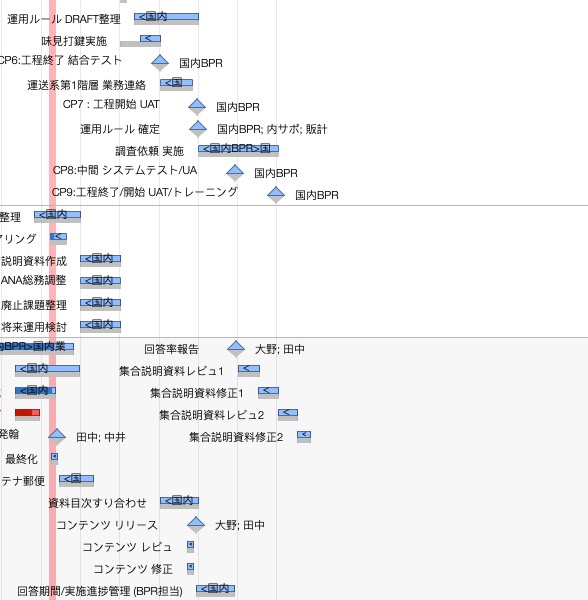 運用ルール DRAFT整理 <国内
味見打鍵実施 <
CP6:工程終了 結合テスト 国内BPR
運送系第1階層 業務連絡 <国
CP7 : 工程開始 UAT 国内BPR
運用ルール 確定 国内BPR; 内サポ; 販計
調査依頼 実施 <国内BPR>国
CP8:中間 システムテスト/UA 国内BPR
CP9:工程終了/開始 UAT/トレーニング 国内BPR
整理 <国内
アリング <
説明資料作成 <国内
ANA総務調整 <国内
廃止課題整理 <国内
将来運用検討 <国内
内BPR>国内業 回答率報告 大野; 田中
<国内 集合説明資料レビュ1 <
<国内 集合説明資料修正1 <
集合説明資料レビュ2 <
発翰 田中; 中井 集合説明資料修正2 <
最終化 <
テナ郵便 <国
資料目次すり合わせ <国内
コンテンツ リリース 大野; 田中
コンテンツ レビュ <
コンテンツ 修正 <
回答期間/実施進捗管理 (BPR担当) <国内